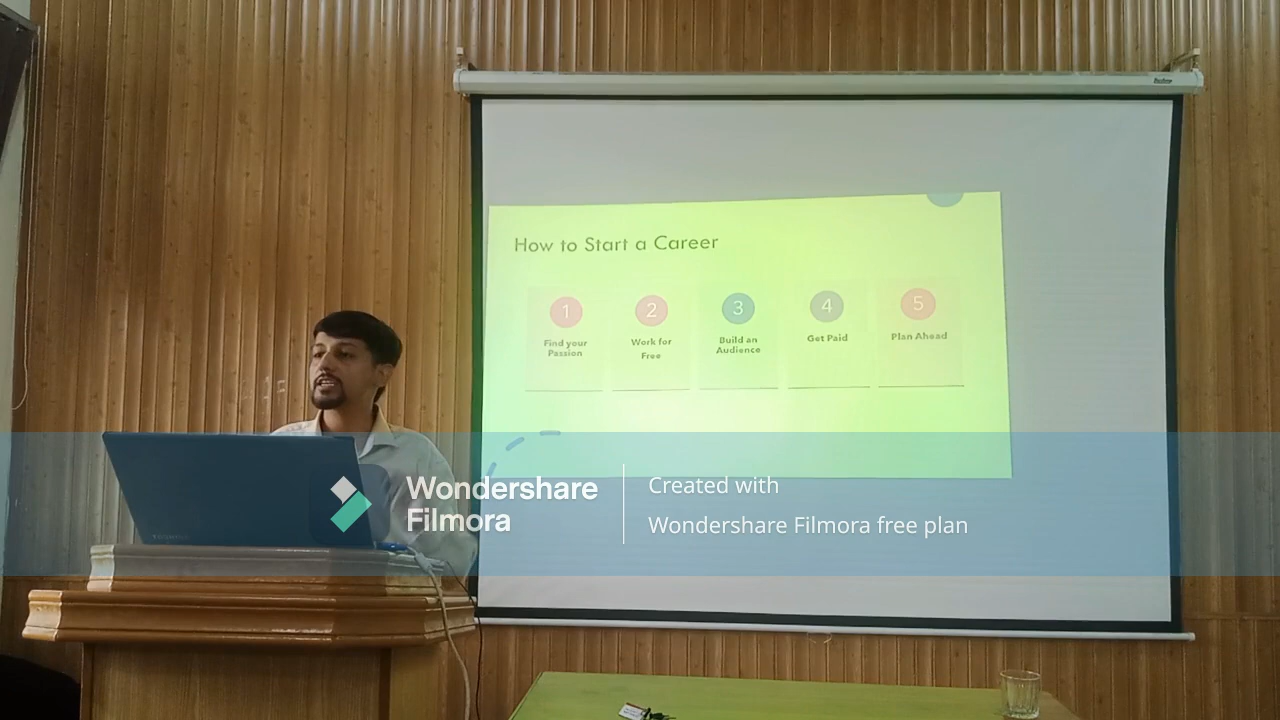 How to Start a Career
1
2
3
4
5
Find your
Passion
Work for
Free
Build an
Audience
Get Paid
Plan Ahead
Wondershare
Filmora
Created with
Wondershare Filmora free plan